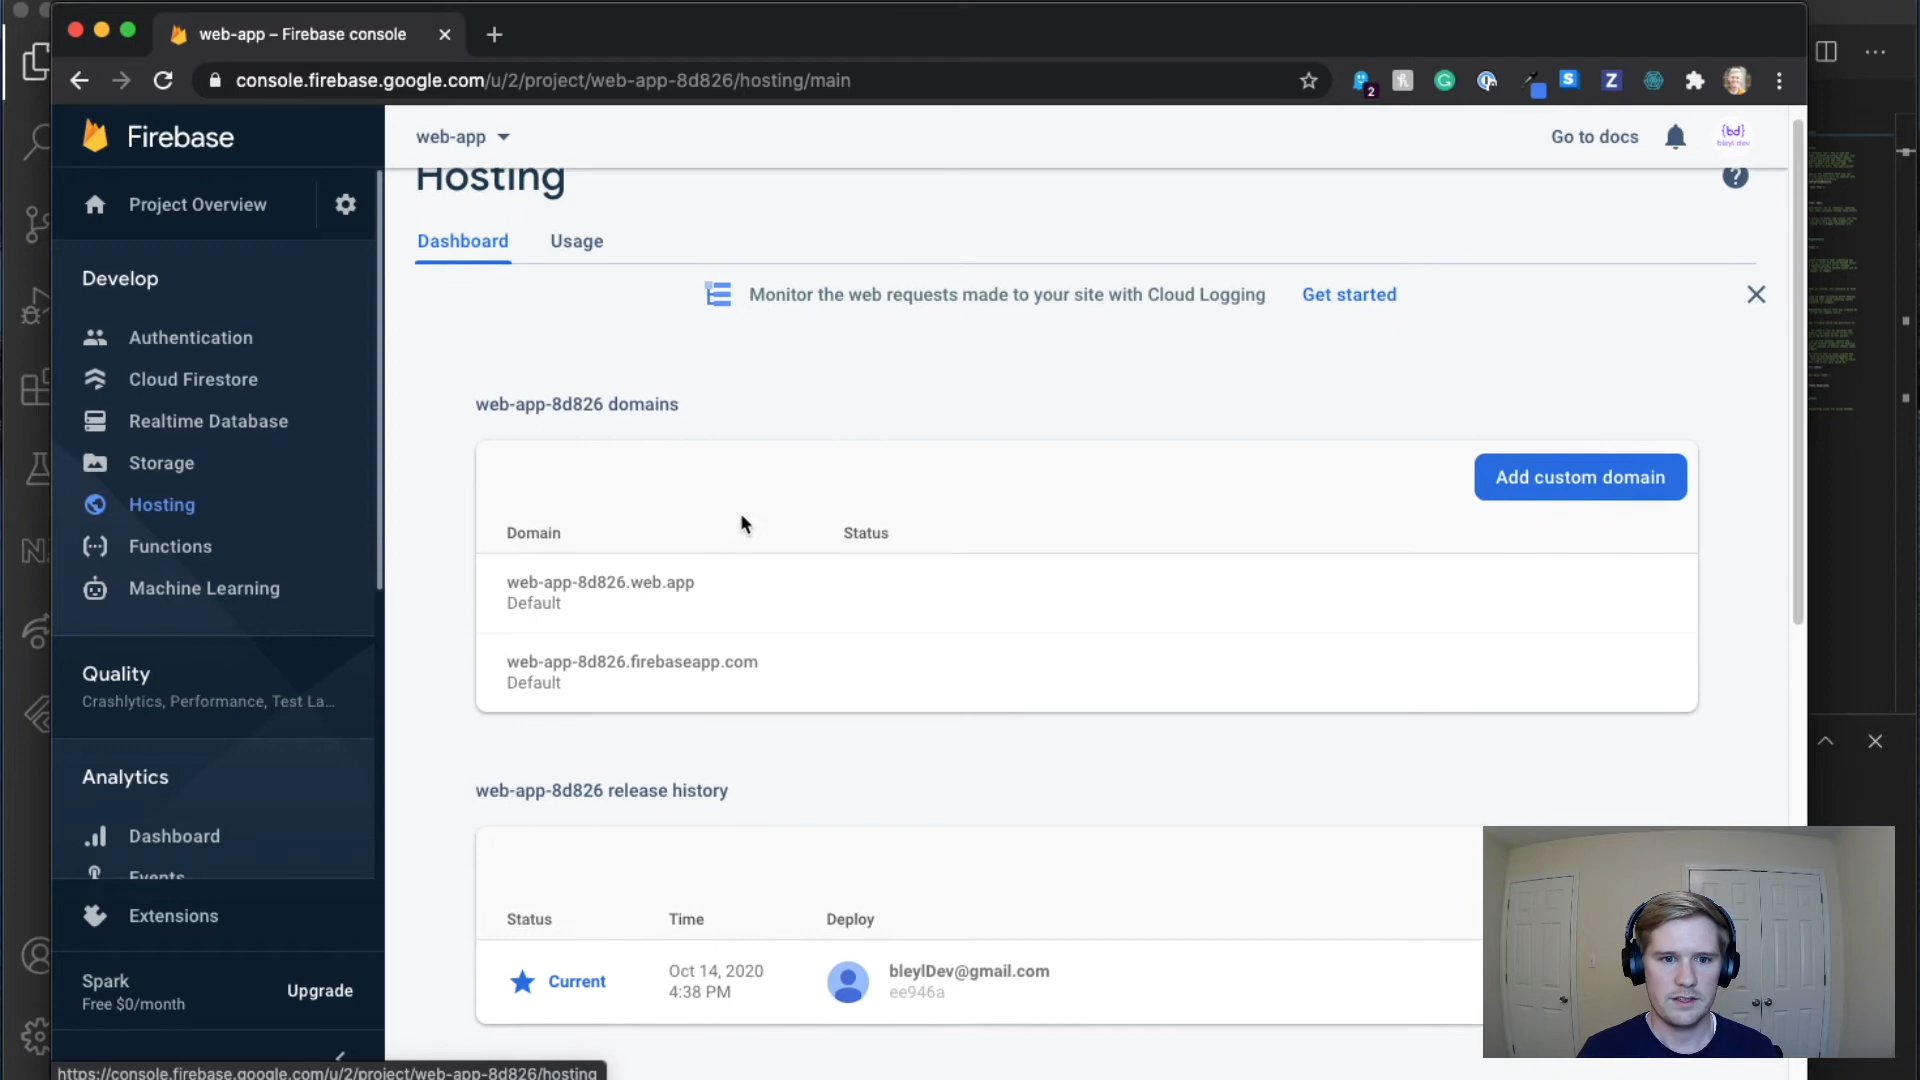 web-app – Firebase console
console.firebase.google.com/u/2/project/web-app-8d826/hosting/main
2
S
Z
Firebase
web-app
Go to docs
{bd}
bleyl dev
Project Overview
Hosting
?
Dashboard
Usage
Develop
Monitor the web requests made to your site with Cloud Logging
Get started
Authentication
Cloud Firestore
Realtime Database
Storage
Hosting
Functions
Machine Learning
web-app-8d826 domains
Add custom domain
Domain
Status
web-app-8d826.web.app
Default
web-app-8d826.firebaseapp.com
Default
Quality
Crashlytics, Performance, Test La...
Analytics
Dashboard
Events
Extensions
web-app-8d826 release history
Status
Time
Deploy
Current
Oct 14, 2020
4:38 PM
bleylDev@gmail.com
ee946a
Spark
Free $0/month
Upgrade
https://console.firebase.google.com/u/2/project/web-app-8d826/hosting